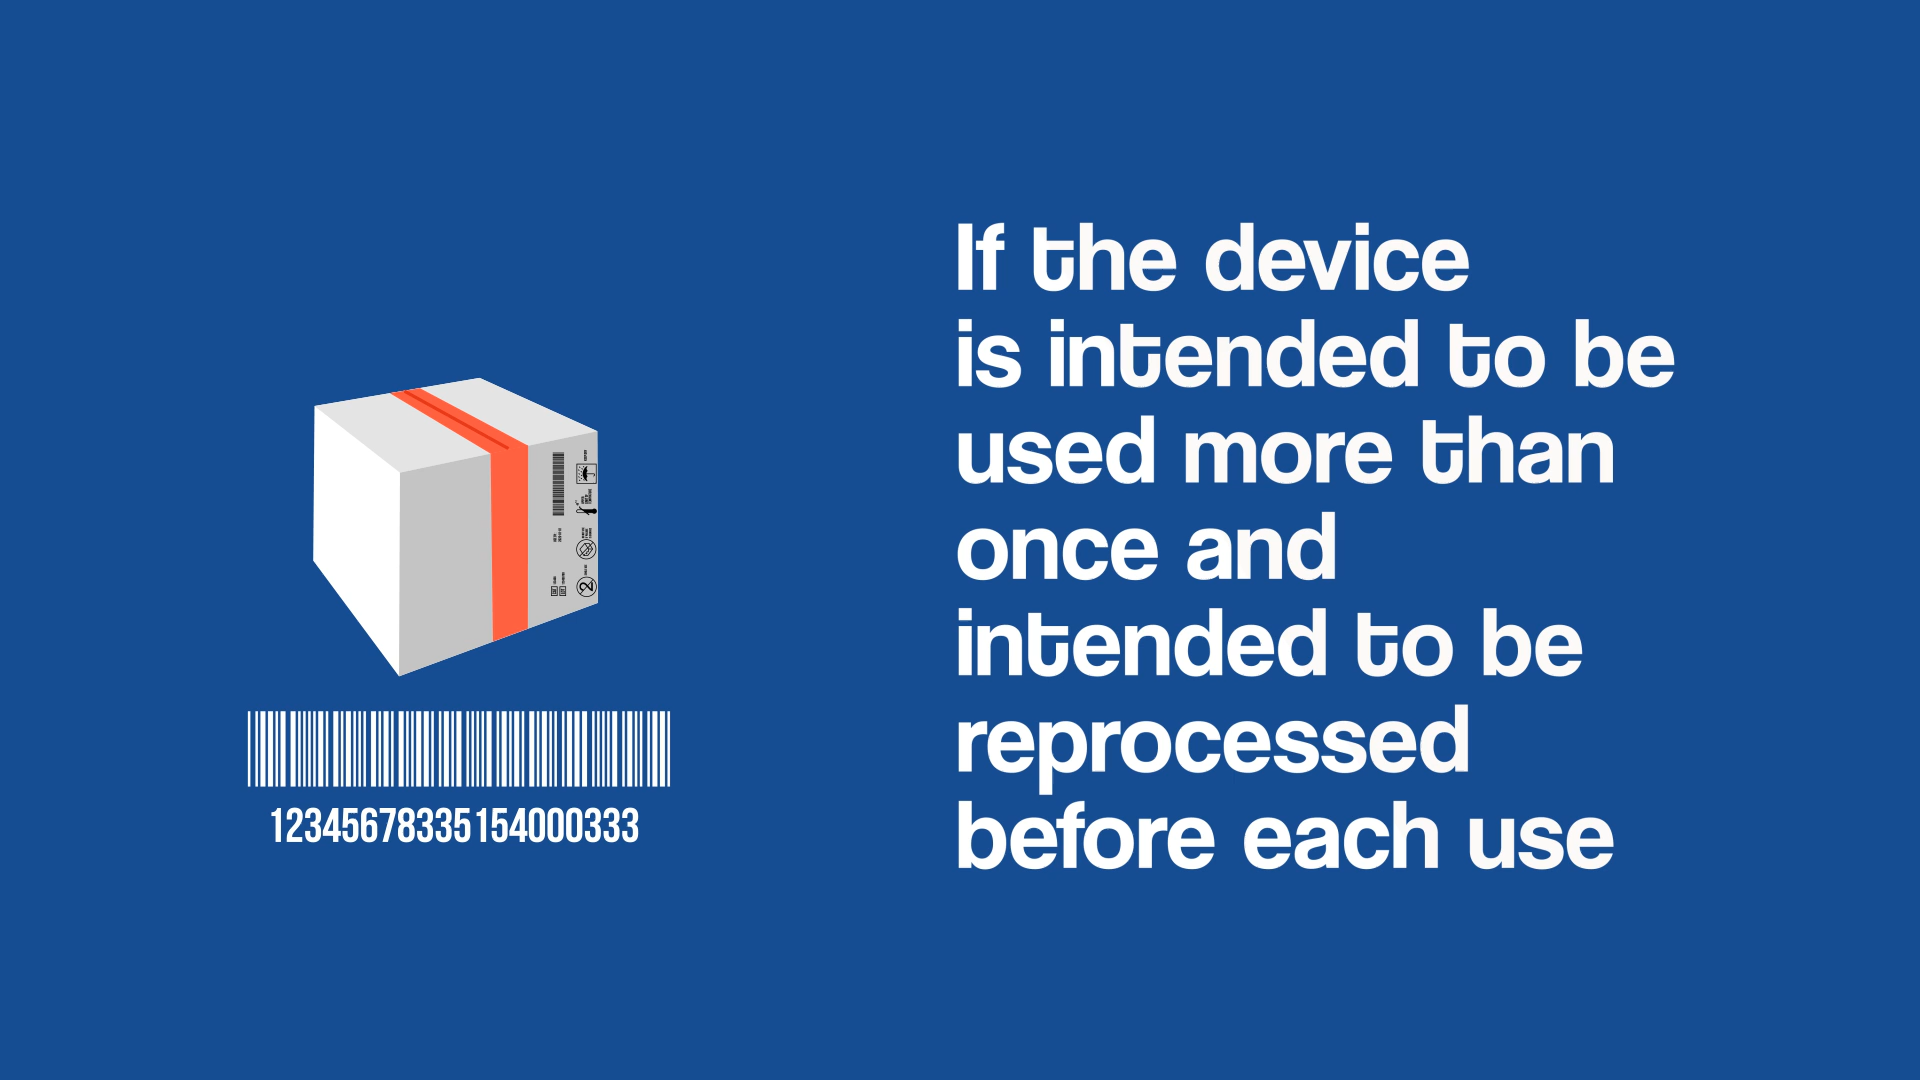 If the device
is intended to be
used more than
once and
intended to be
reprocessed
before each use
12345678335154000333